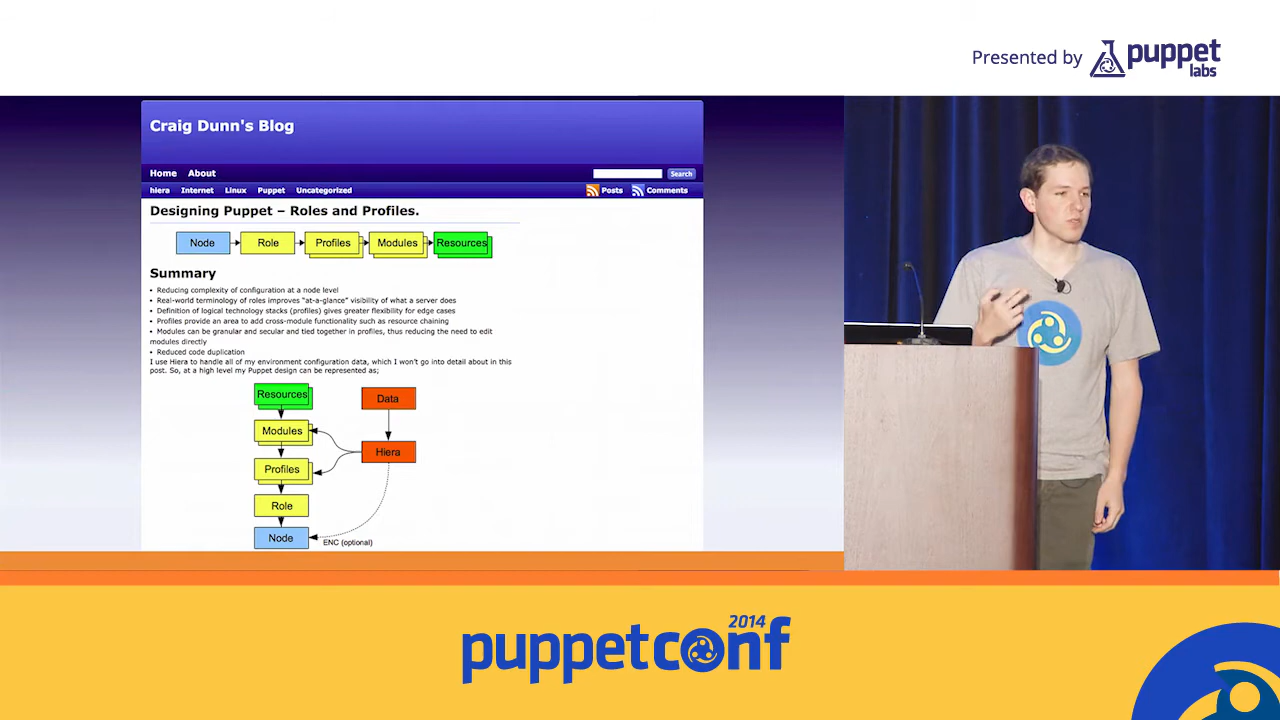 Presented by puppet labs
Craig Dunn's Blog
Home About Search
hiera Internet Linux Puppet Uncategorized Posts Comments
Designing Puppet – Roles and Profiles.
Node Role Profiles Modules Resources
Summary
• Reducing complexity of configuration at a node level
• Real-world terminology of roles improves "at-a-glance" visibility of what a server does
• Definition of logical technology stacks (profiles) gives greater flexibility for edge cases
• Profiles provide an area to add cross-module functionality such as resource chaining
• Modules can be granular and secular and tied together in profiles, thus reducing the need to edit
modules directly
• Reduced code duplication
I use Hiera to handle all of my environment configuration data, which I won't go into detail about in this
post. So, at a high level my Puppet design can be represented as;
Resources Data
Modules
Hiera
Profiles
Role
Node
ENC (optional)
puppetconf 2014